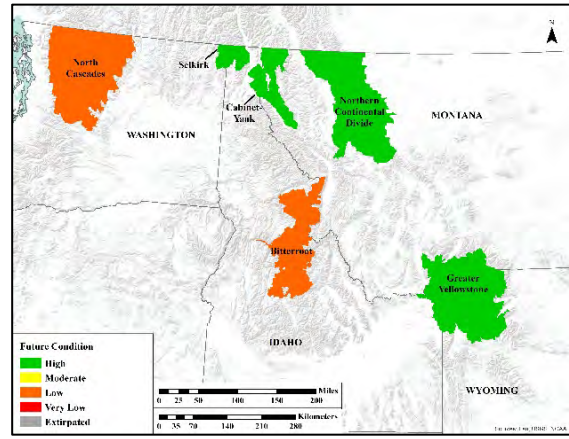 N
North
Cascades
Selkirk
Cabinet-
Yaak
Northern
Continental
Divide
MONTANA
WASHINGTON
Bitterroot
Greater
Yellowstone
IDAHO
WYOMING
Future Condition
High
Moderate
Low
Very Low
Extirpated
Miles
0 25 50 100 150 200
Kilometers
0 35 70 140 210 280